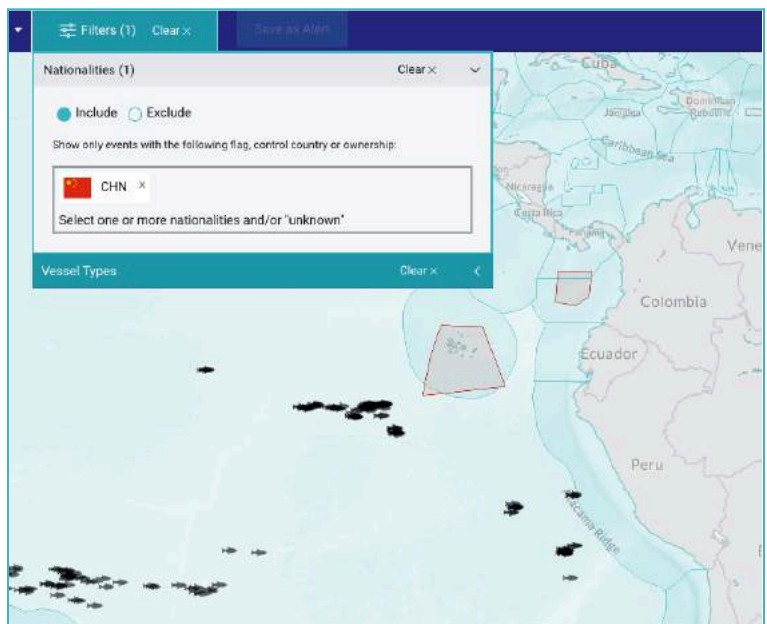 Filters (1) Clear ×
Save as Alert
Nationalities (1) Clear ×
Include Exclude
Show only events with the following flag, control country or ownership:
CHN ×
Select one or more nationalities and/or "unknown"
Vessel Types Clear ×
Cuba
Dominican
Republic
Jamaica
Caribbean Sea
Nicaragua
Costa Rica
Panama
Vene
Colombia
Ecuador
Peru
Ridge